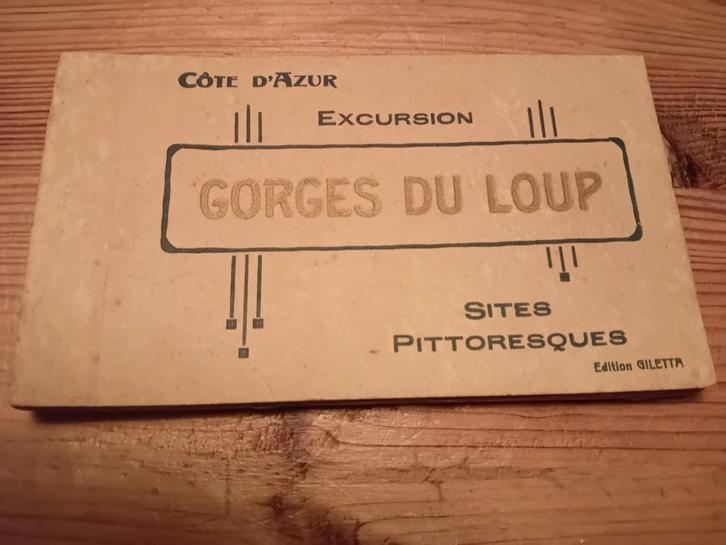 CÔTE D'AZUR
EXCURSION
GORGES DU LOUP
SITES
PITTORESQUES
Edition GILETTA